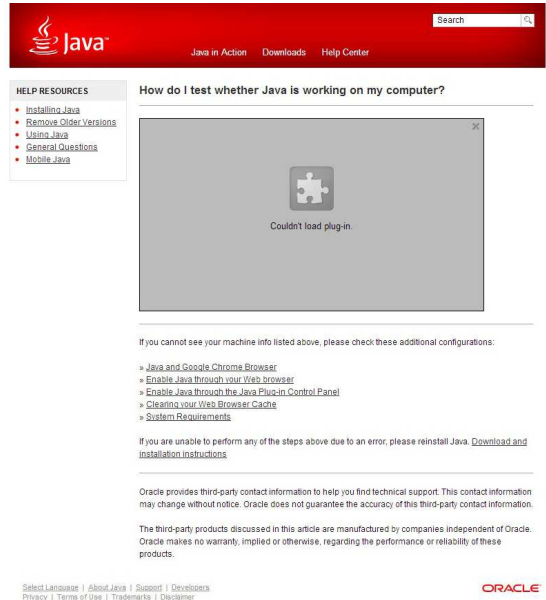 Java™
Search
Java in Action Downloads Help Center
HELP RESOURCES
Installing Java
Remove Older Versions
Using Java
General Questions
Mobile Java
How do I test whether Java is working on my computer?
Couldn't load plug-in.
If you cannot see your machine info listed above, please check these additional configurations:
» Java and Google Chrome Browser
» Enable Java through your Web browser
» Enable Java through the Java Plug-in Control Panel
» Clearing your Web Browser Cache
» System Requirements
If you are unable to perform any of the steps above due to an error, please reinstall Java. Download and
installation instructions
Oracle provides third-party contact information to help you find technical support. This contact information
may change without notice. Oracle does not guarantee the accuracy of this third-party contact information.
The third-party products discussed in this article are manufactured by companies independent of Oracle.
Oracle makes no warranty, implied or otherwise, regarding the performance or reliability of these
products.
Select Language | About Java | Support | Developers
Privacy | Terms of Use | Trademarks | Disclaimer
ORACLE